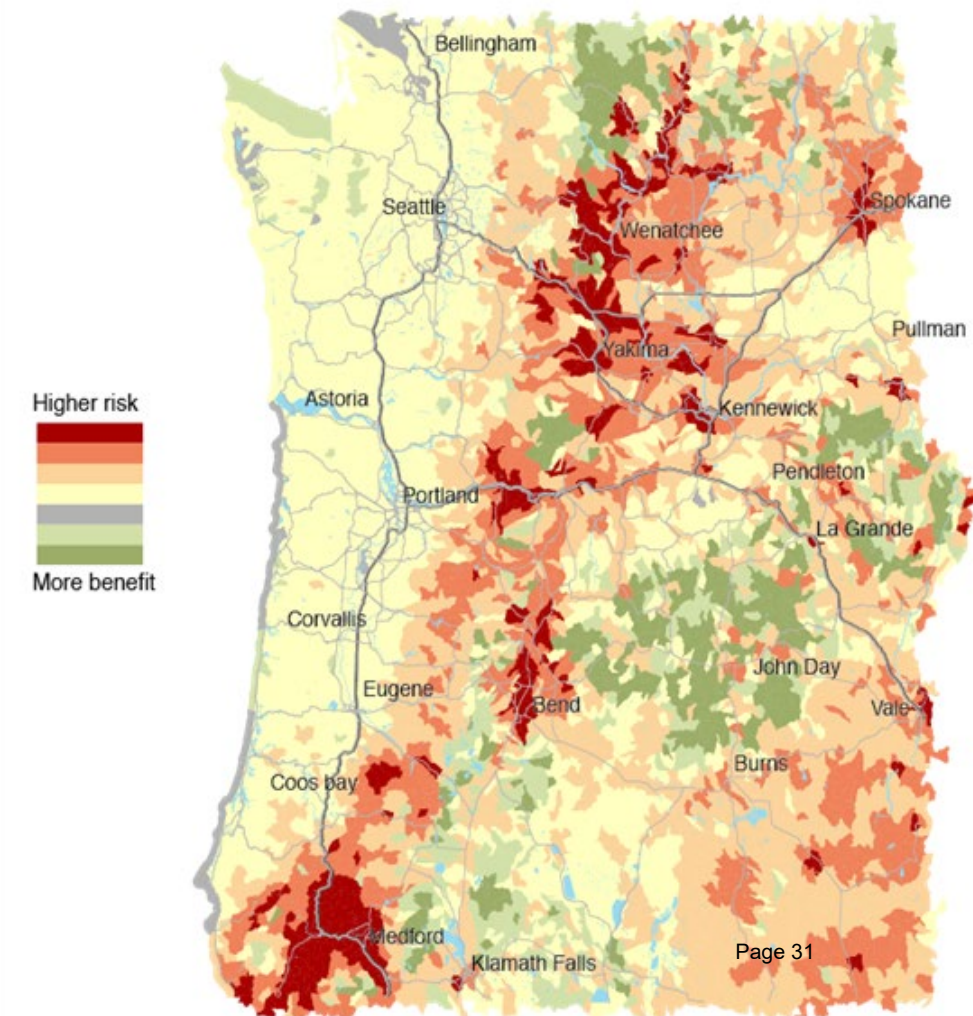 Bellingham
Seattle
Spokane
Wenatchee
Pullman
Yakima
Higher risk
Astoria
Kennewick
Pendleton
Portland
La Grande
More benefit
Corvallis
John Day
Eugene
Bend
Vale
Burns
Coos bay
Medford
Page 31
Klamath Falls